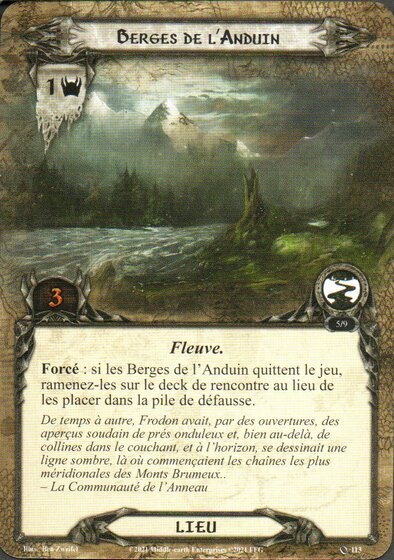 Berges de l'Anduin
1
3
5/9
Fleuve.
Forcé : si les Berges de l'Anduin quittent le jeu,
ramenez-les sur le deck de rencontre au lieu de
les placer dans la pile de défausse.
De temps à autre, Frodon avait, par des ouvertures, des
aperçus soudain de prés onduleux et, bien au-delà, de
collines dans le couchant, et à l'horizon, se dessinait une
ligne sombre, là où commençaient les chaînes les plus
méridionales des Monts Brumeux..
– La Communauté de l'Anneau
LIEU
Illus. Ben Zweifel
©2021 Middle-earth Enterprises ©2021 FFG
113